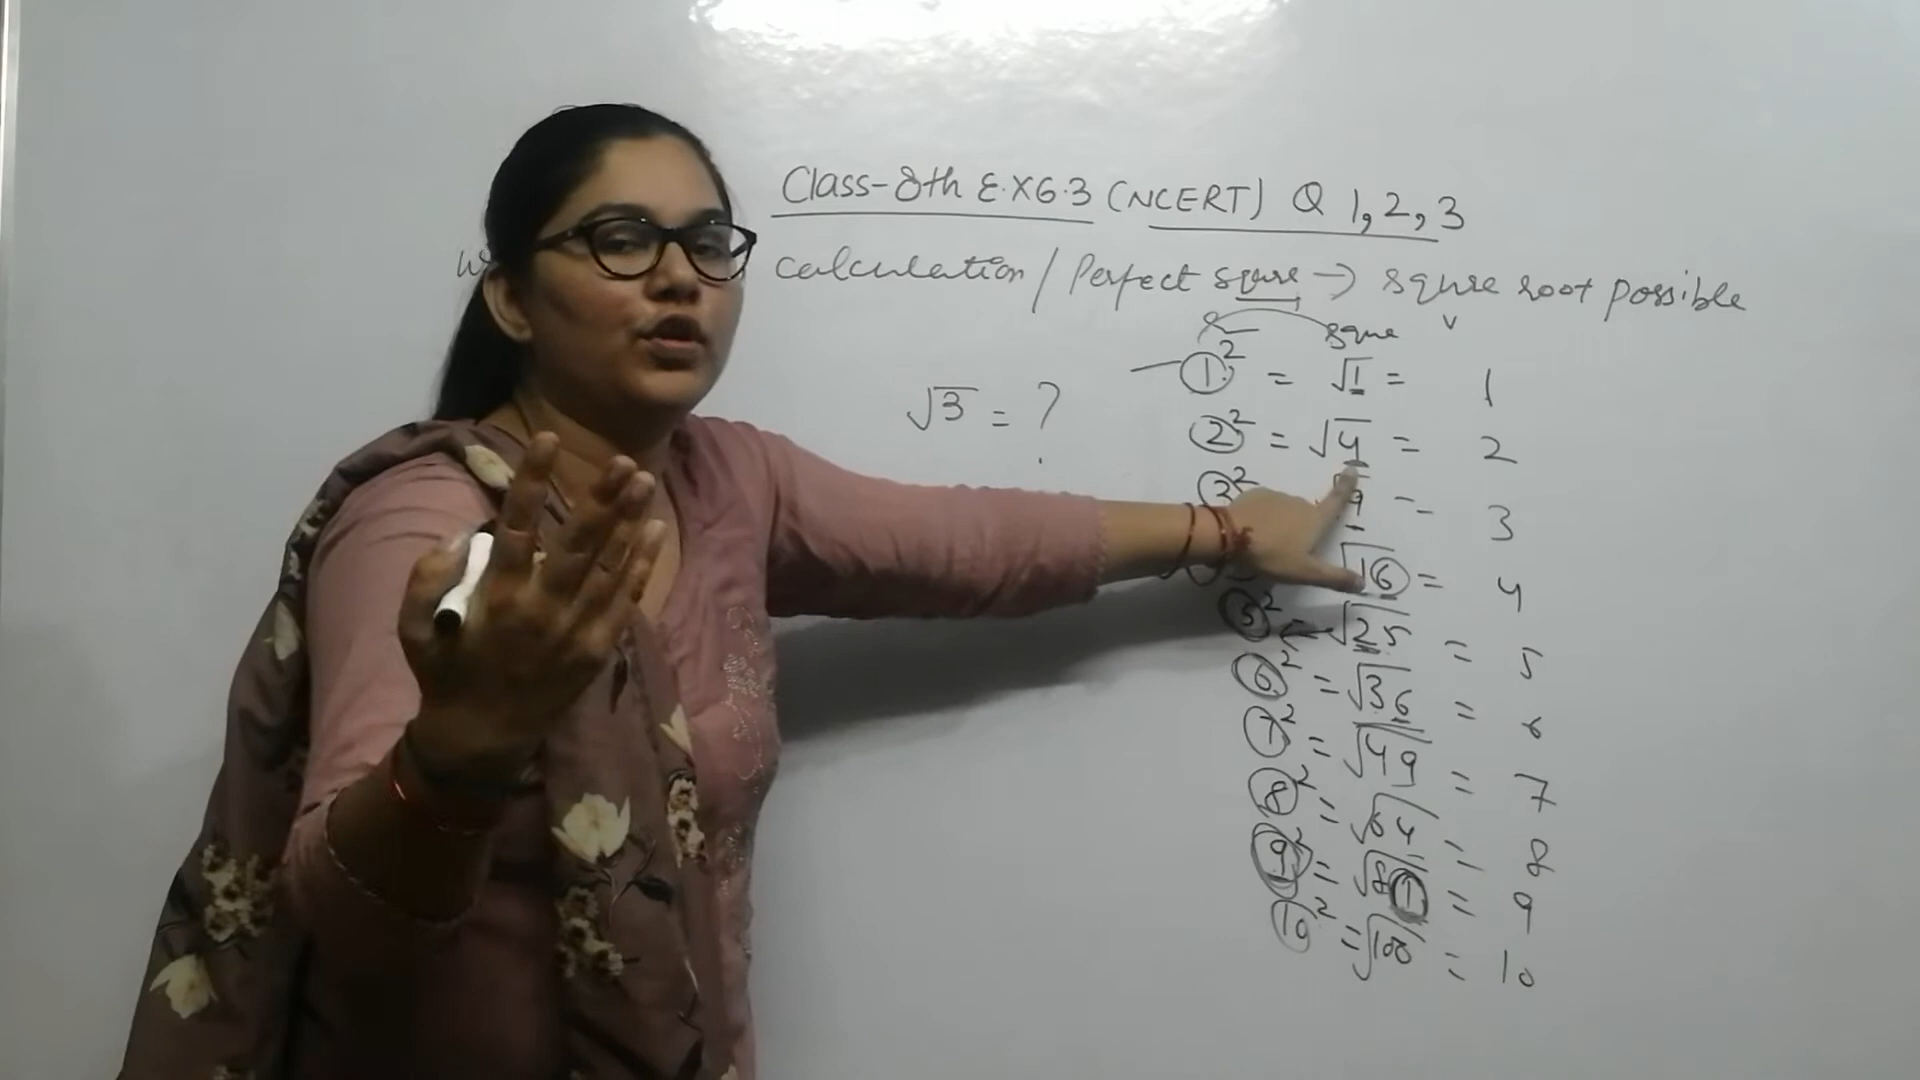 Class-8th E.X6.3 (NCERT) Q 1,2,3
calculation / Perfect squre → squre root possible
squre
√3 = ?
1² = √1 = 1
2² = √4 = 2
3² √9 = 3
√16 = 4
5² = √25 = 5
6² = √36 = 6
7² = √49 = 7
8² = √64 = 8
9² = √81 = 9
10² = √100 = 10